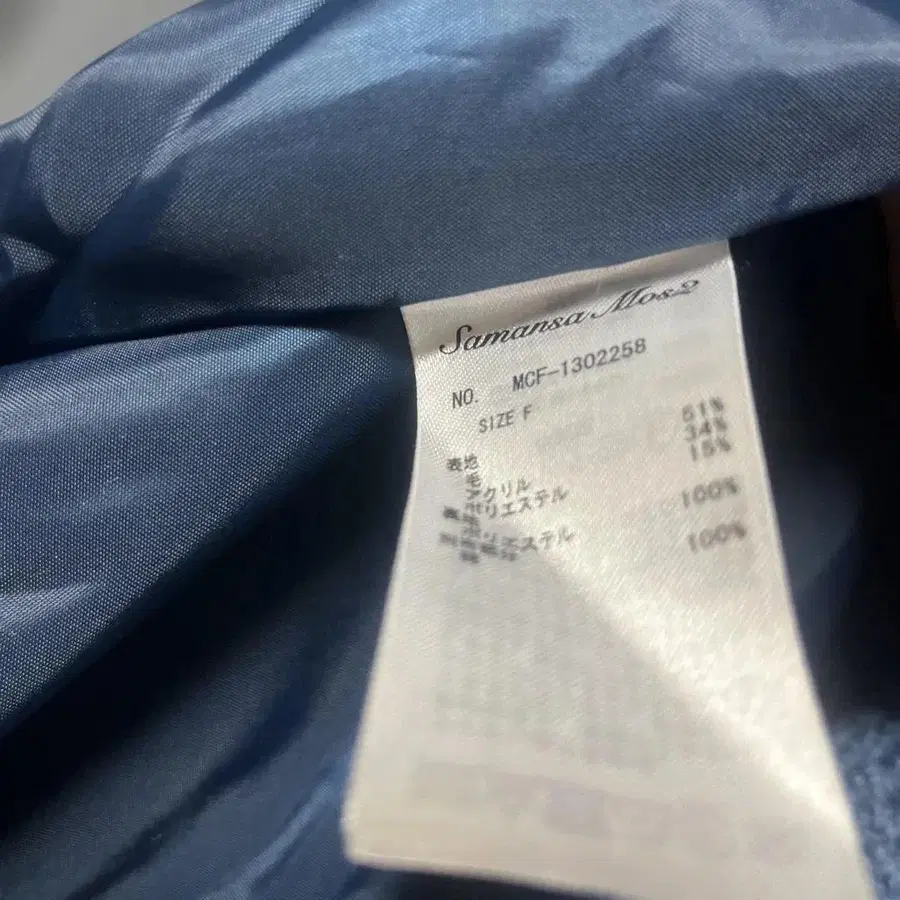 Samansa Mos2
NO. MCF-1302258
SIZE F
表地
毛 51%
アクリル 34%
ポリエステル 15%
ポリエステル 100%
100%